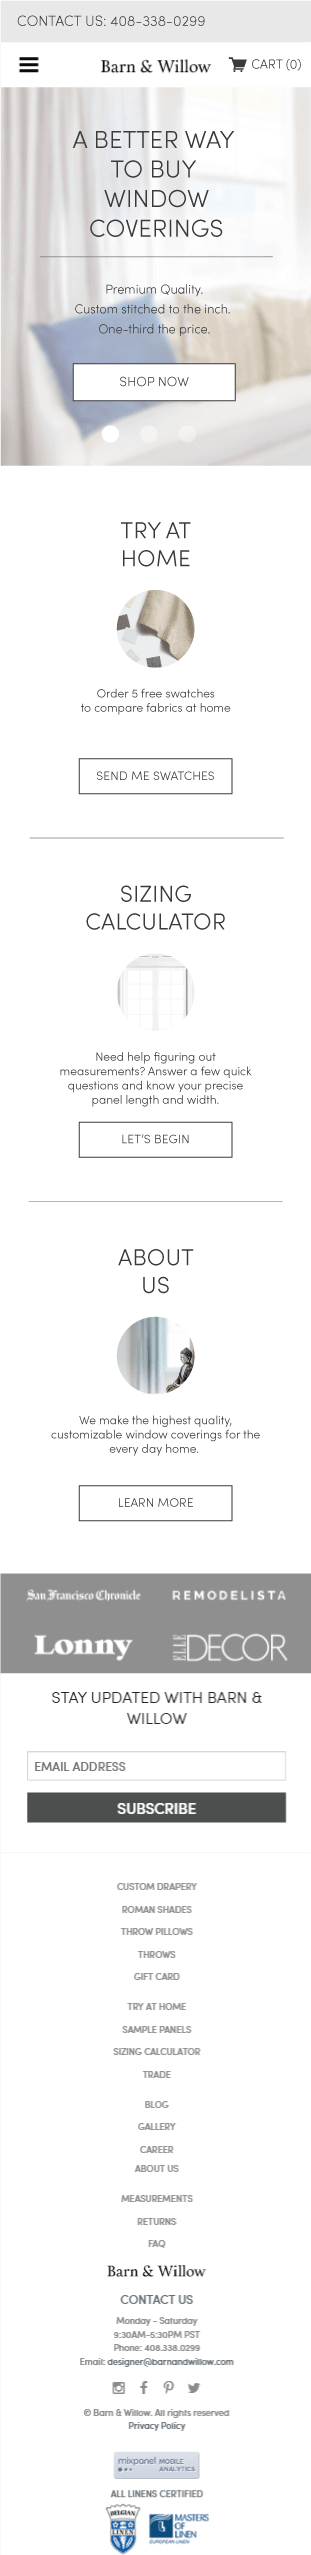 CONTACT US: 408-338-0299
Barn & Willow
CART (0)
A BETTER WAY
TO BUY
WINDOW
COVERINGS
Premium Quality.
Custom stitched to the inch.
One-third the price.
SHOP NOW
TRY AT
HOME
Order 5 free swatches
to compare fabrics at home
SEND ME SWATCHES
SIZING
CALCULATOR
Need help figuring out
measurements? Answer a few quick
questions and know your precise
panel length and width.
LET'S BEGIN
ABOUT
US
We make the highest quality,
customizable window coverings for the
every day home.
LEARN MORE
San Francisco Chronicle
REMODELISTA
Lonny
ELLE DECOR
STAY UPDATED WITH BARN &
WILLOW
EMAIL ADDRESS
SUBSCRIBE
CUSTOM DRAPERY
ROMAN SHADES
THROW PILLOWS
THROWS
GIFT CARD
TRY AT HOME
SAMPLE PANELS
SIZING CALCULATOR
TRADE
BLOG
GALLERY
CAREER
ABOUT US
MEASUREMENTS
RETURNS
FAQ
Barn & Willow
CONTACT US
Monday - Saturday
9:30AM-5:30PM PST
Phone: 408.338.0299
Email: designer@barnandwillow.com
© Barn & Willow. All rights reserved
Privacy Policy
mixpanel MOBILE
ANALYTICS
ALL LINENS CERTIFIED
BELGIAN
LINEN
MASTERS
OF LINEN
EUROPEAN LINEN